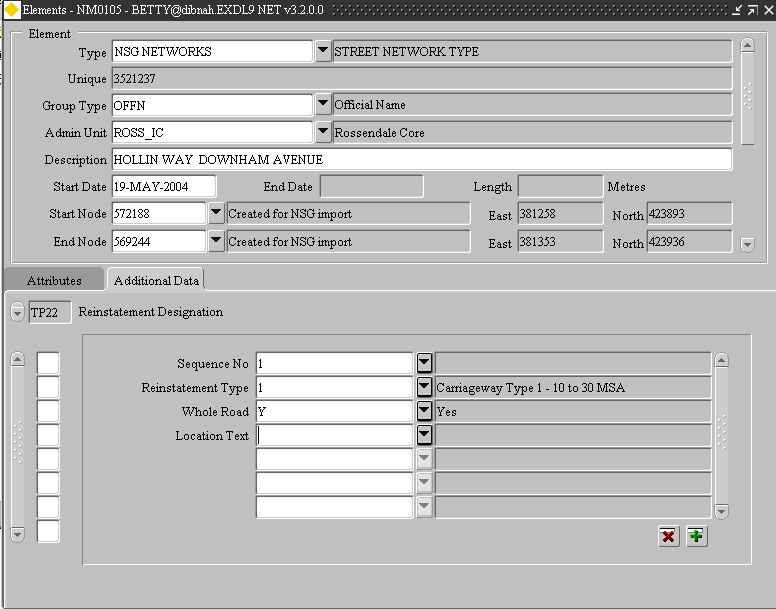 Elements - NM0105 - BETTY@dibnah.EXDL9 NET v3.2.0.0
Element
Type NSG NETWORKS STREET NETWORK TYPE
Unique 3521237
Group Type OFFN Official Name
Admin Unit ROSS_IC Rossendale Core
Description HOLLIN WAY DOWNHAM AVENUE
Start Date 19-MAY-2004 End Date Length Metres
Start Node 572188 Created for NSG import East 381258 North 423893
End Node 569244 Created for NSG import East 381353 North 423936
Attributes Additional Data
TP22 Reinstatement Designation
Sequence No 1
Reinstatement Type 1 Carriageway Type 1 - 10 to 30 MSA
Whole Road Y Yes
Location Text